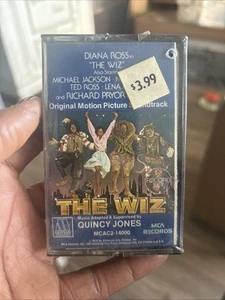 DIANA ROSS in
"THE WIZ"
Also Starring
MICHAEL JACKSON
TED ROSS LENA
and RICHARD PRYOR
$3.99
Original Motion Picture Soundtrack
THE WIZ
Music Adapted & Supervised by
QUINCY JONES
MCAC2-14000
MCA RECORDS